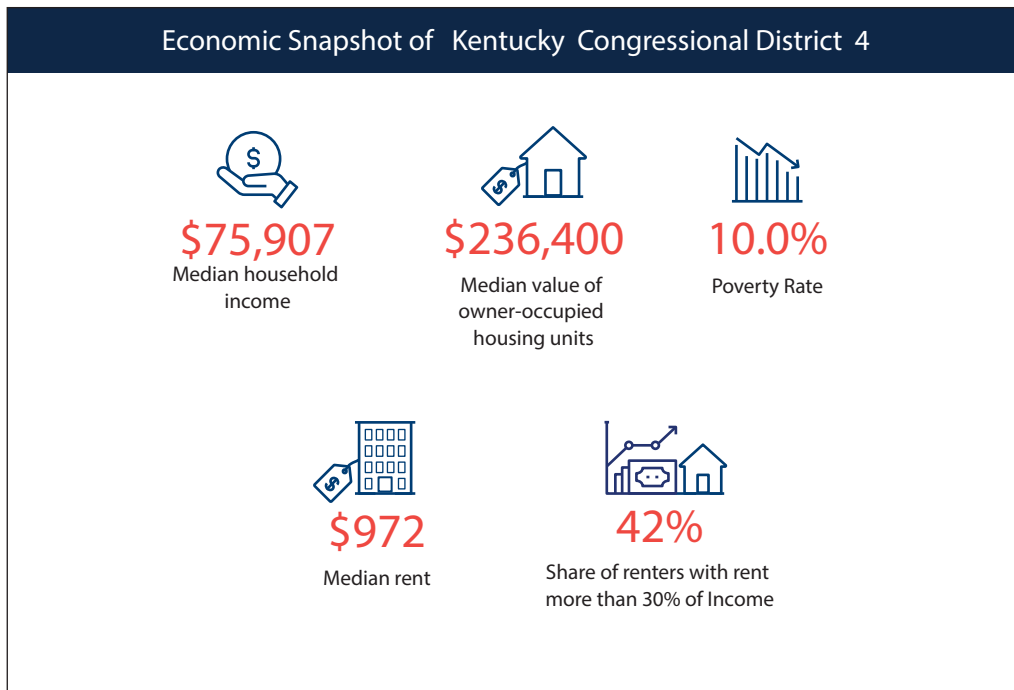 Economic Snapshot of Kentucky Congressional District 4
$
$75,907
Median household
income
$
$236,400
Median value of
owner-occupied
housing units
10.0%
Poverty Rate
$
$972
Median rent
42%
Share of renters with rent
more than 30% of Income